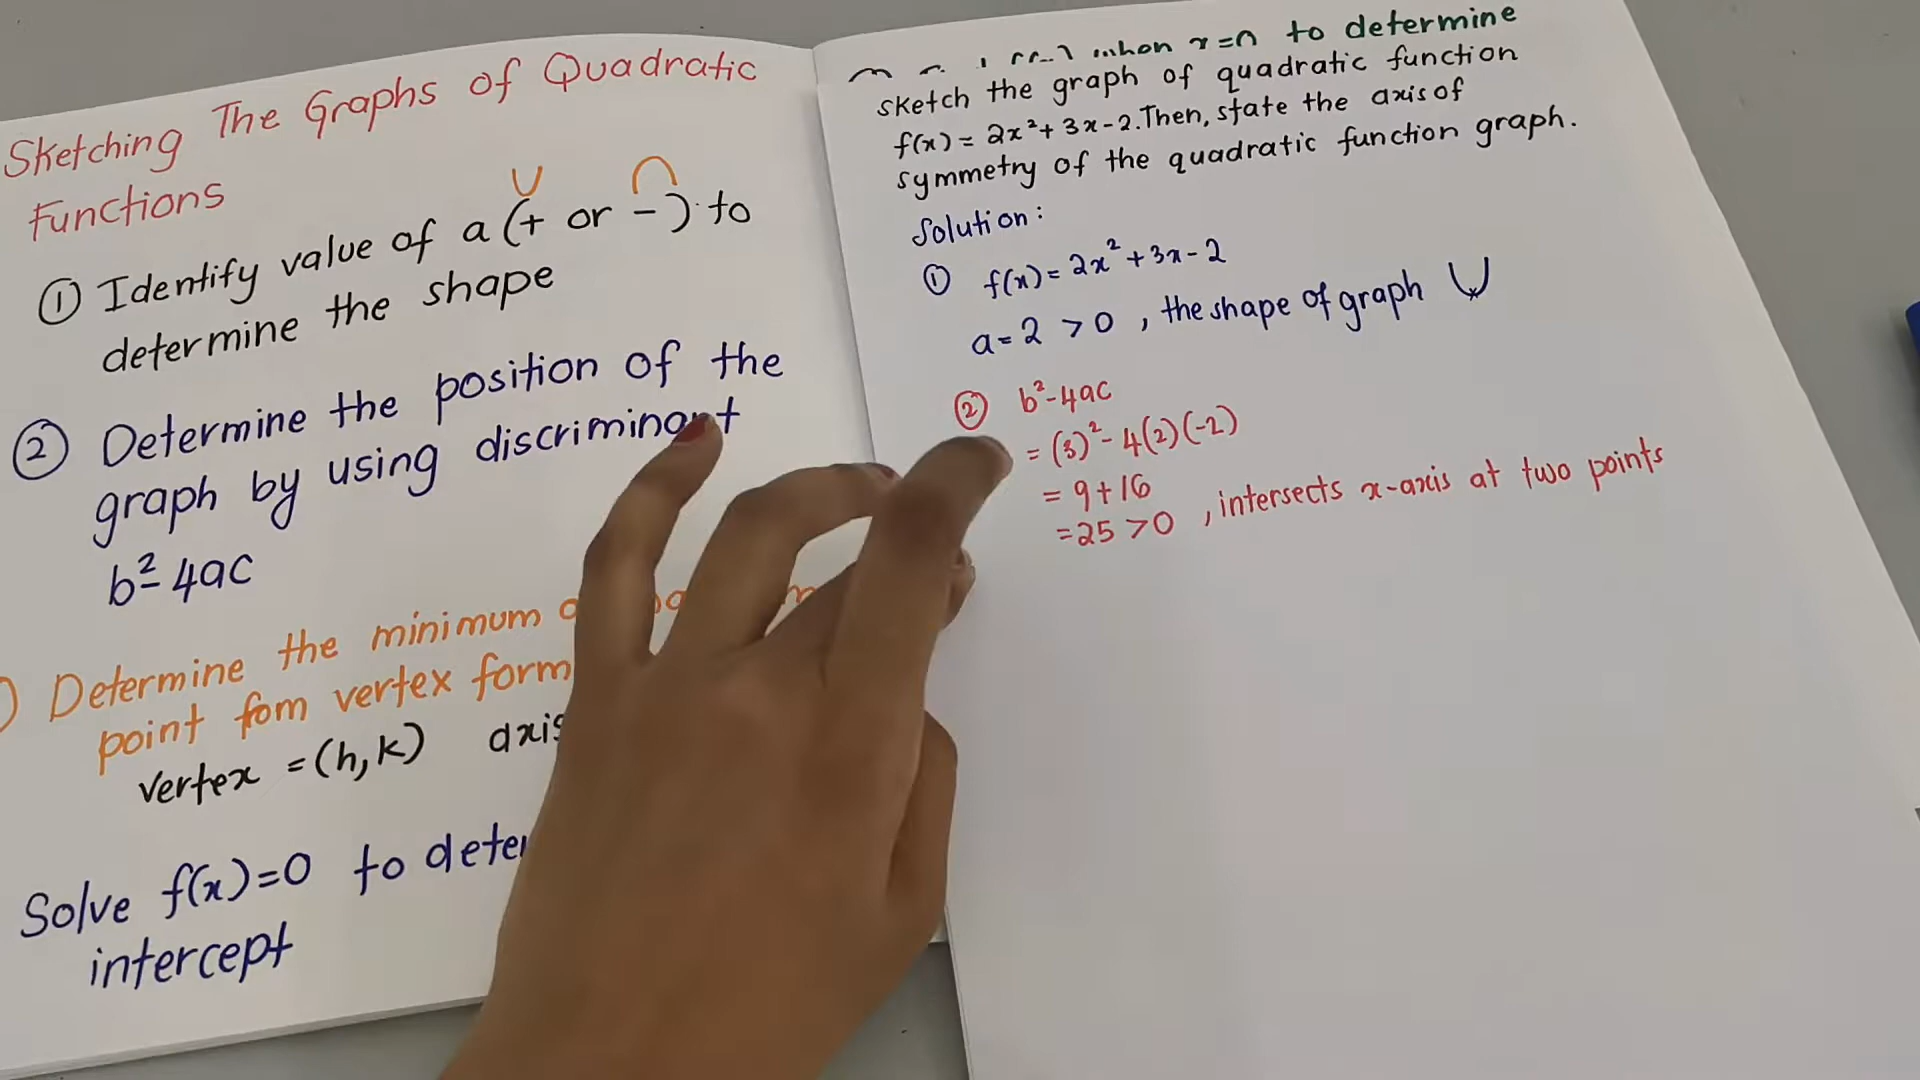 Sketching The Graphs of Quadratic
Functions
① Identify value of a (+ or -) to
determine the shape
② Determine the position of the
graph by using discriminant
b²-4ac
Determine the minimum
point fom vertex form
vertex = (h,k)
Solve f(x)=0 to
intercept
when x=0 to determine
Sketch the graph of quadratic function
f(x) = 2x²+3x-2. Then, state the axis of
symmetry of the quadratic function graph.
Solution:
① f(x)= 2x²+3x-2
a= 2 >0 , the shape of graph
② b²-4ac
= (3)²-4(2)(-2)
= 9+16
=25 >0 , intersects x-axis at two points